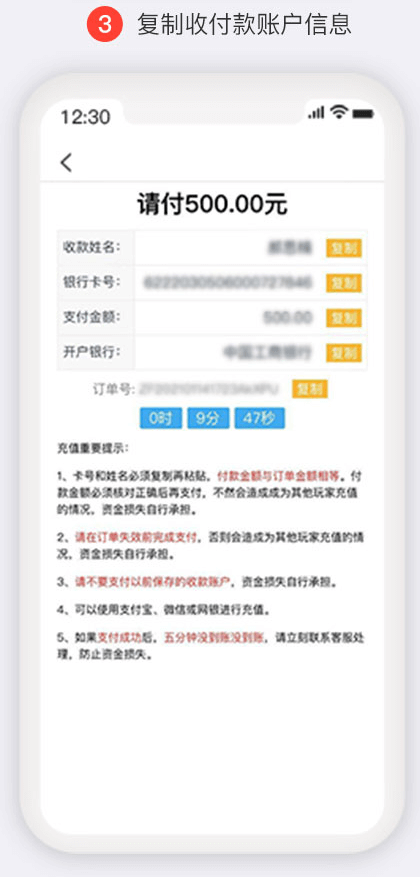 3 复制收付款账户信息
12:30
请付500.00元
收款姓名： 复制
银行卡号： 复制
支付金额： 500.00 复制
开户银行： 中国工商银行 复制
订单号: 复制
0时 9分 47秒
充值重要提示：
1、卡号和姓名必须复制再粘贴，付款金额与订单金额相等。付
款金额必须核对正确后再支付，不然会造成成为其他玩家充值
的情况，资金损失自行承担。
2、请在订单失效前完成支付，否则会造成为其他玩家充值的情
况，资金损失自行承担。
3、请不要支付以前保存的收款账户，资金损失自行承担。
4、可以使用支付宝、微信或网银进行充值。
5、如果支付成功后，五分钟没到账没到账，请立刻联系客服处
理，防止资金损失。